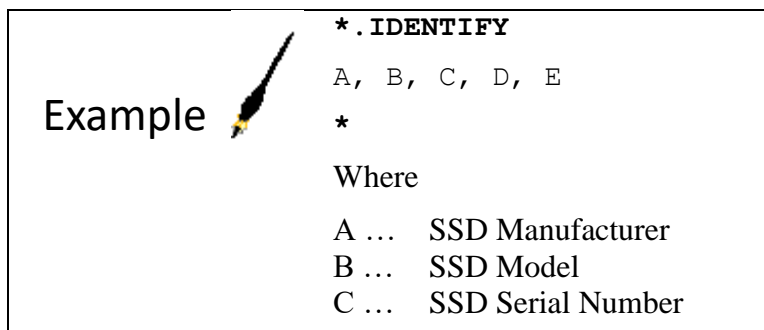 *.IDENTIFY
A, B, C, D, E
Example
*
Where
A … SSD Manufacturer
B … SSD Model
C … SSD Serial Number